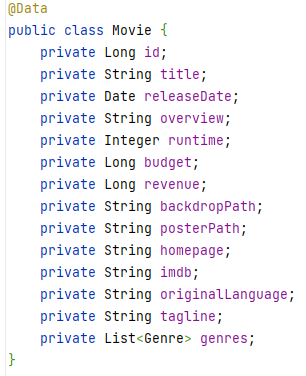 @Data
public class Movie {
    private Long id;
    private String title;
    private Date releaseDate;
    private String overview;
    private Integer runtime;
    private Long budget;
    private Long revenue;
    private String backdropPath;
    private String posterPath;
    private String homepage;
    private String imdb;
    private String originalLanguage;
    private String tagline;
    private List<Genre> genres;
}